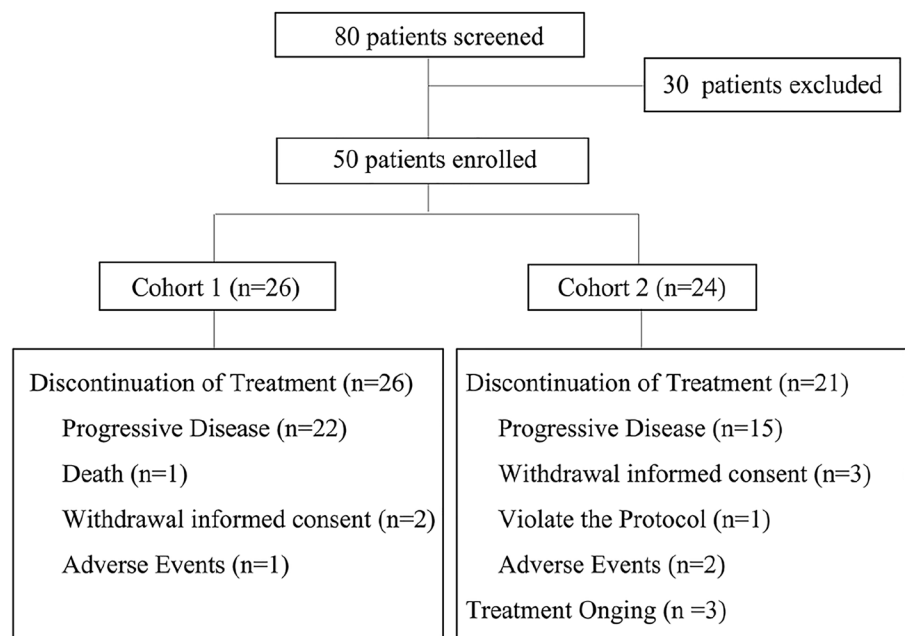 80 patients screened
30 patients excluded
50 patients enrolled
Cohort 1 (n=26)
Cohort 2 (n=24)
Discontinuation of Treatment (n=26)
Progressive Disease (n=22)
Death (n=1)
Withdrawal informed consent (n=2)
Adverse Events (n=1)
Discontinuation of Treatment (n=21)
Progressive Disease (n=15)
Withdrawal informed consent (n=3)
Violate the Protocol (n=1)
Adverse Events (n=2)
Treatment Onging (n =3)